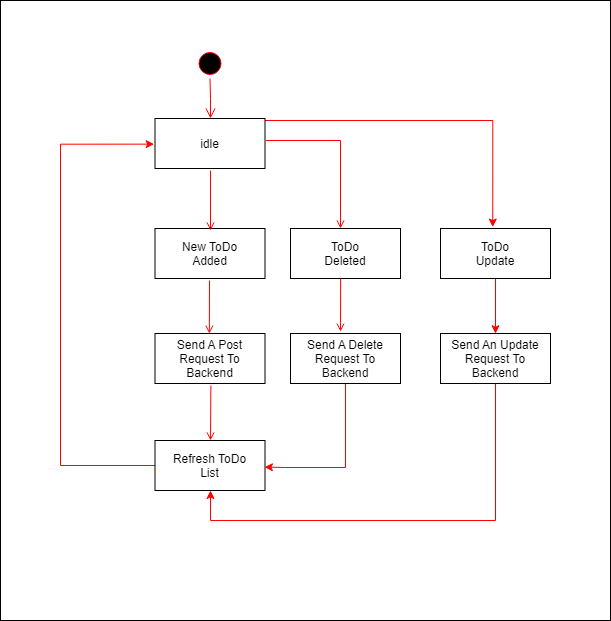 idle
New ToDo
Added
ToDo
Deleted
ToDo
Update
Send A Post
Request To
Backend
Send A Delete
Request To
Backend
Send An Update
Request To
Backend
Refresh ToDo
List